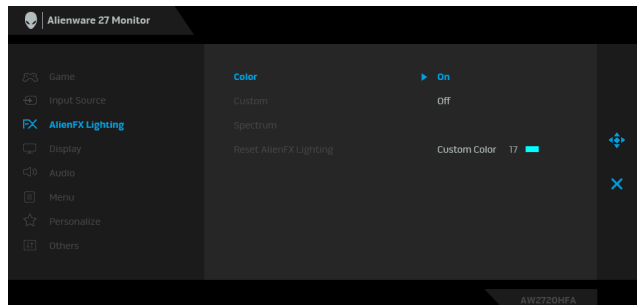 Alienware 27 Monitor
Game
Input Source
FX AlienFX Lighting
Display
Audio
Menu
Personalize
Others
Color
Custom
Spectrum
Reset AlienFX Lighting
On
Off
Custom Color 17
AW2720HFA